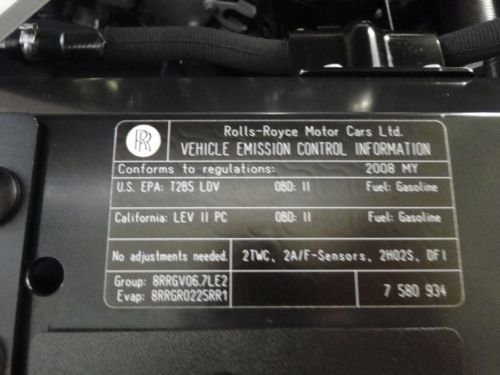 RR
Rolls-Royce Motor Cars Ltd.
VEHICLE EMISSION CONTROL INFORMATION
Conforms to regulations: 2008 MY
U.S. EPA: T2B5 LDV OBD: II Fuel: Gasoline
California: LEV II PC OBD: II Fuel: Gasoline
No adjustments needed. 2TWC, 2A/F-Sensors, 2HO2S, DFI
Group: 8RRGV06.7LE2
Evap: 8RRGR0225RR1
7 580 934